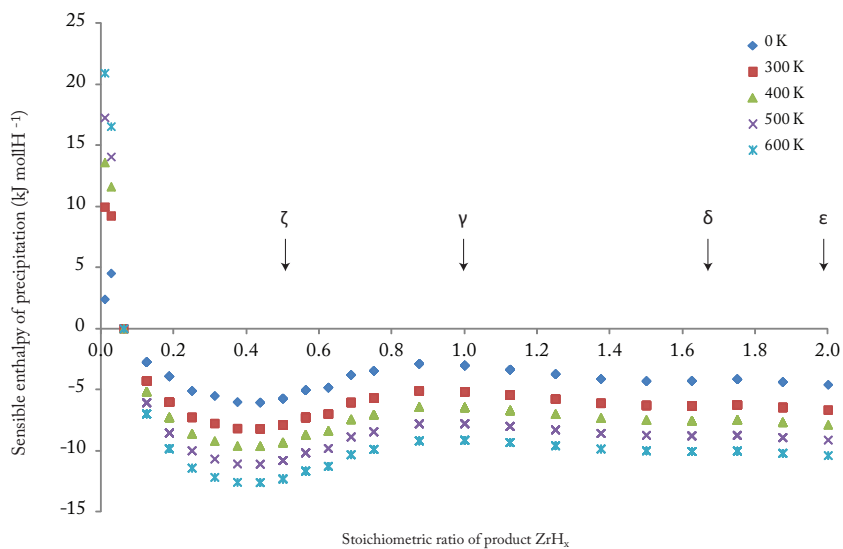 25
20
15
10
5
0
-5
-10
-15
0.0 0.2 0.4 0.6 0.8 1.0 1.2 1.4 1.6 1.8 2.0
Sensible enthalpy of precipitation (kJ mollH -1)
Stoichiometric ratio of product ZrHx
ζ γ δ ε
0 K
300 K
400 K
500 K
600 K